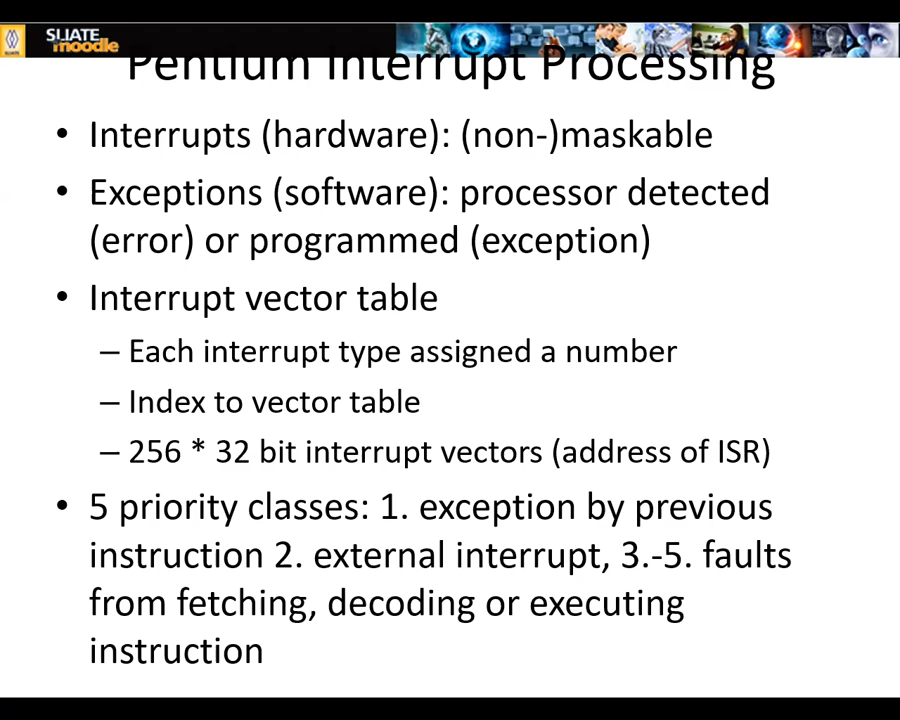 SLIATE
moodle
Pentium Interrupt Processing
• Interrupts (hardware): (non-)maskable
• Exceptions (software): processor detected
(error) or programmed (exception)
• Interrupt vector table
– Each interrupt type assigned a number
– Index to vector table
– 256 * 32 bit interrupt vectors (address of ISR)
• 5 priority classes: 1. exception by previous
instruction 2. external interrupt, 3.-5. faults
from fetching, decoding or executing
instruction